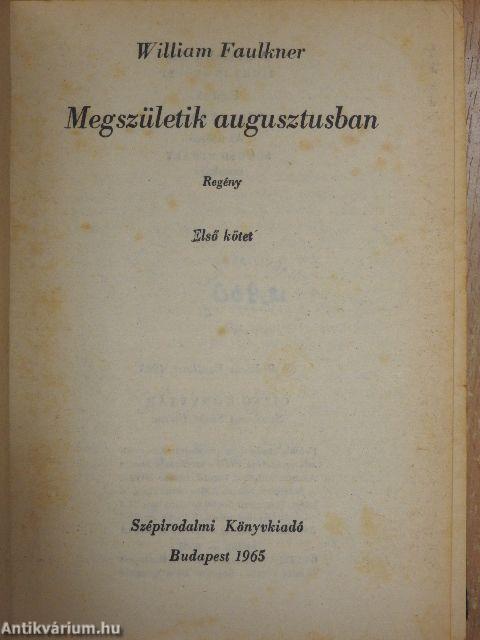 William Faulkner
Megszületik augusztusban
Regény
Első kötet
Szépirodalmi Könyvkiadó
Budapest 1965
Antikvárium.hu